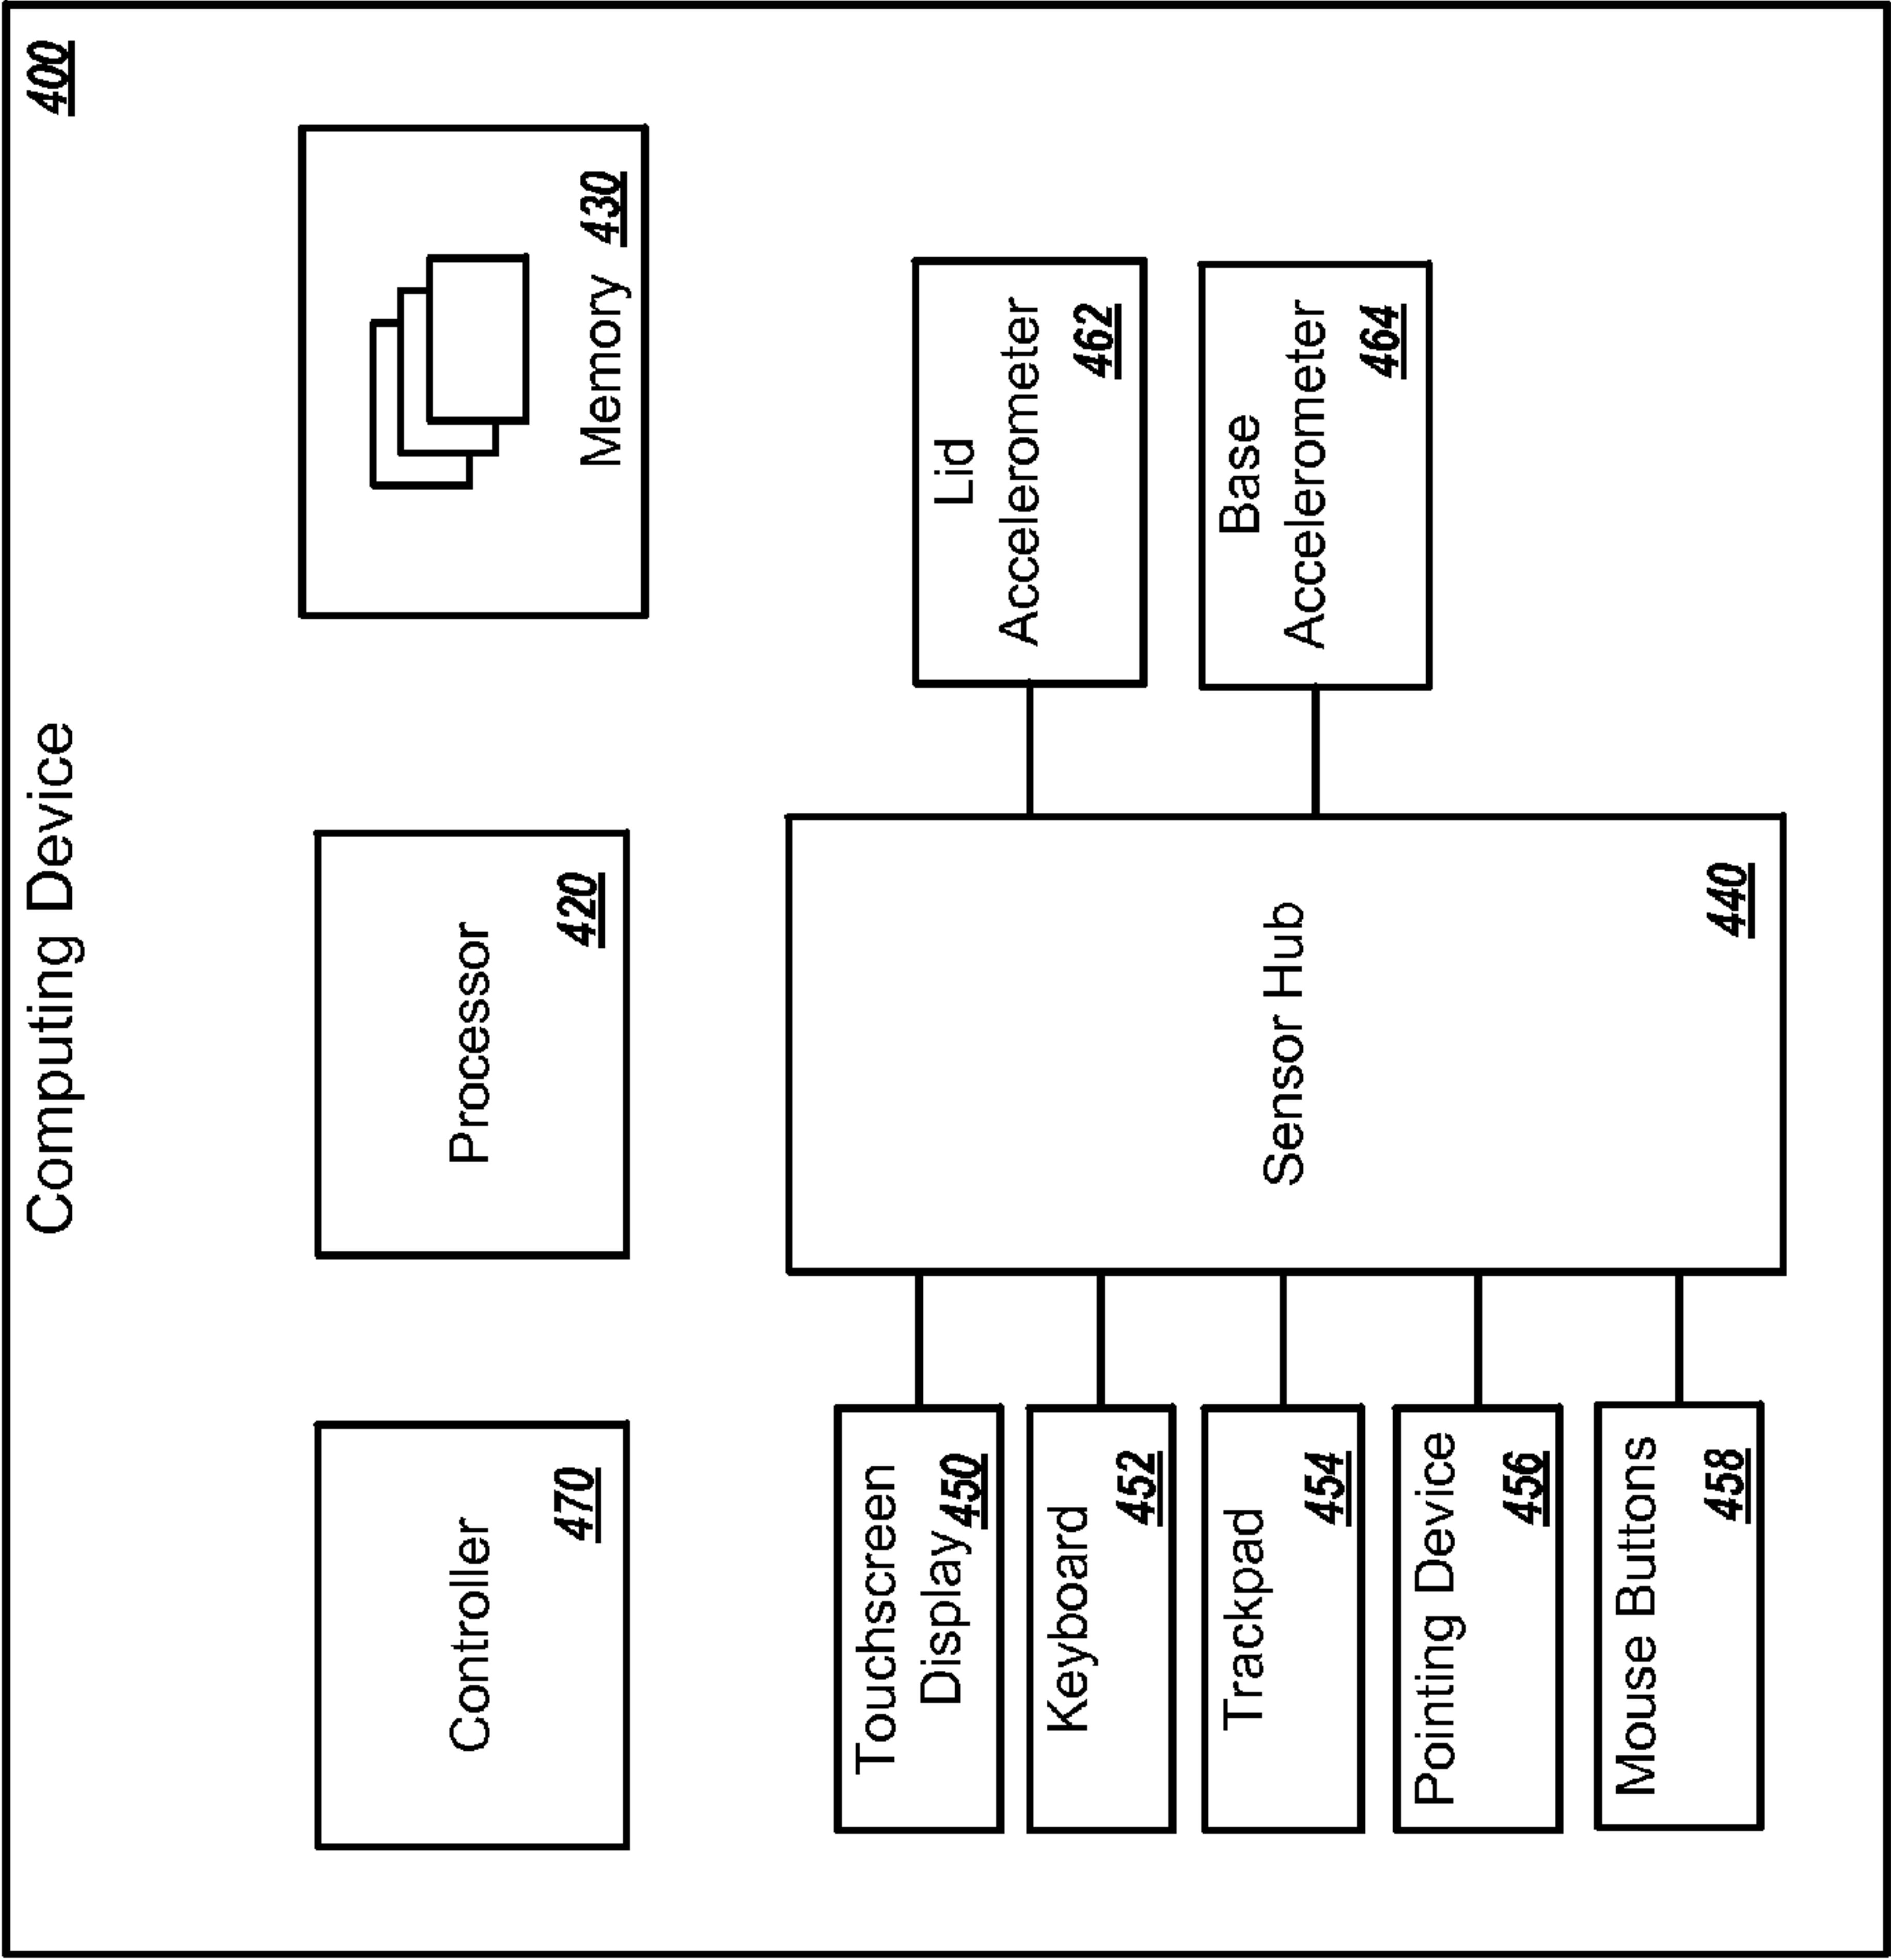 Computing Device
400
Controller
470
Processor
420
Memory 430
Touchscreen
Display 450
Keyboard
452
Trackpad
454
Pointing Device
456
Mouse Buttons
458
Sensor Hub
440
Lid
Accelerometer
462
Base
Accelerometer
464